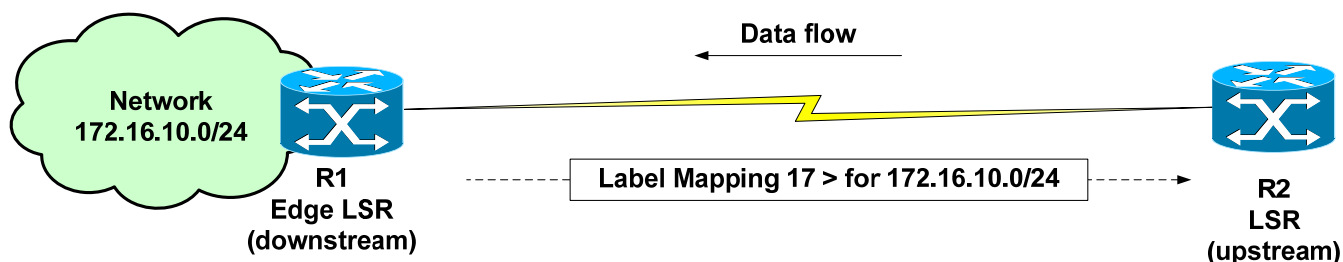 Data flow
Network
172.16.10.0/24
Label Mapping 17 > for 172.16.10.0/24
R1
Edge LSR
(downstream)
R2
LSR
(upstream)